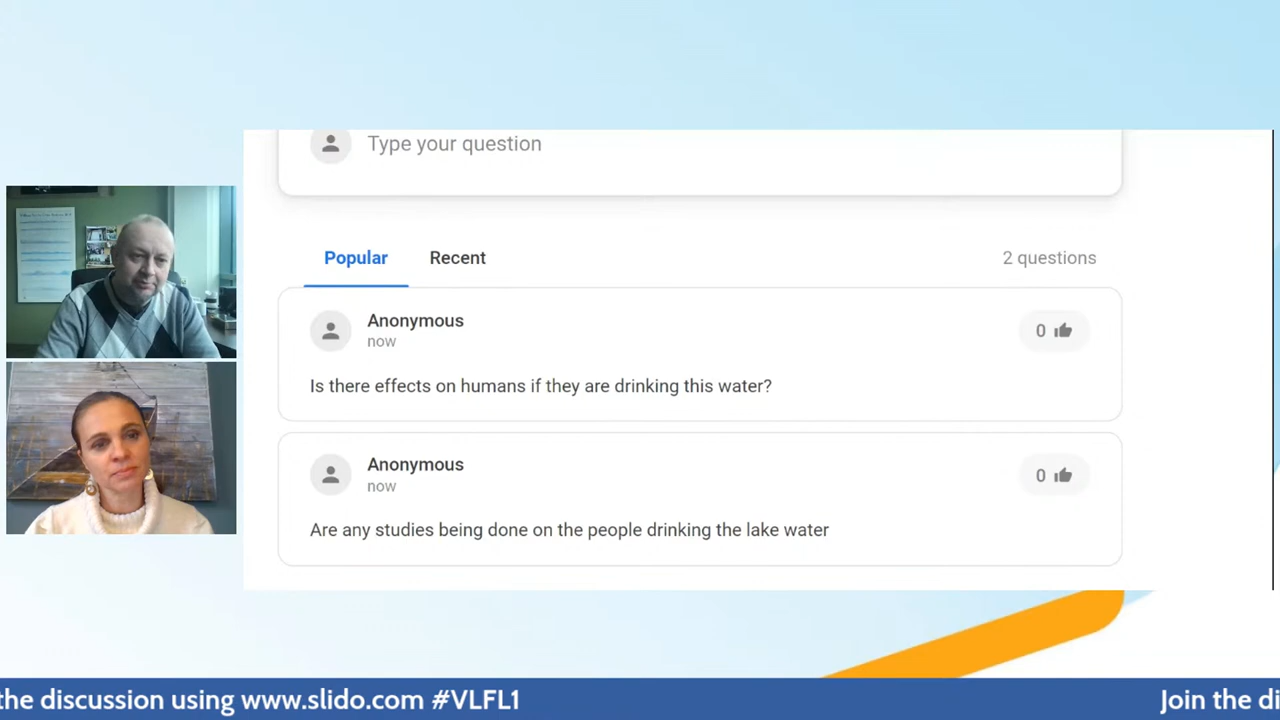 Type your question
Popular
Recent
2 questions
Anonymous
now
0
Is there effects on humans if they are drinking this water?
Anonymous
now
0
Are any studies being done on the people drinking the lake water
the discussion using www.slido.com #VLFL1
Join the di